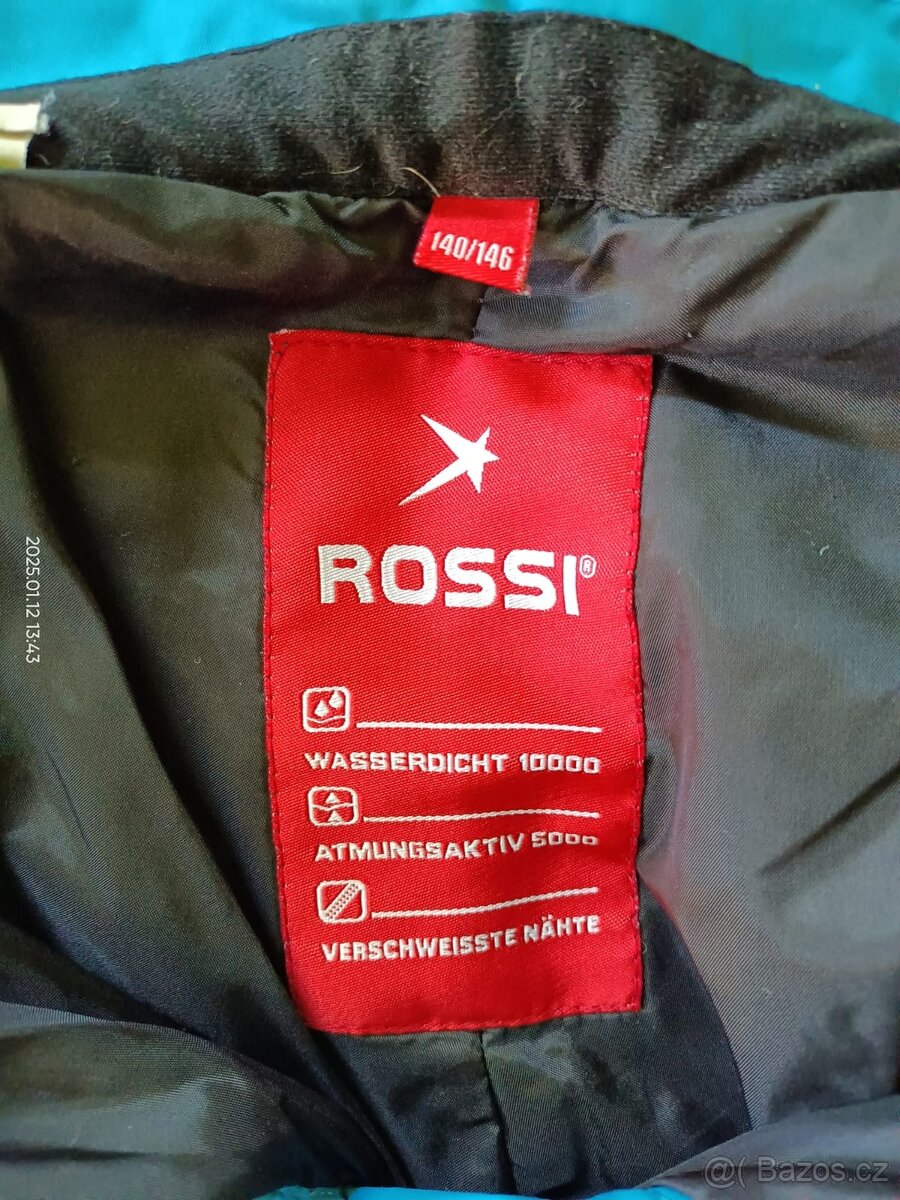 140/146
ROSSI®
WASSERDICHT 10000
ATMUNGSAKTIV 5000
VERSCHWEISSTE NÄHTE
2025.01.12 13:43
@( Bazos.cz